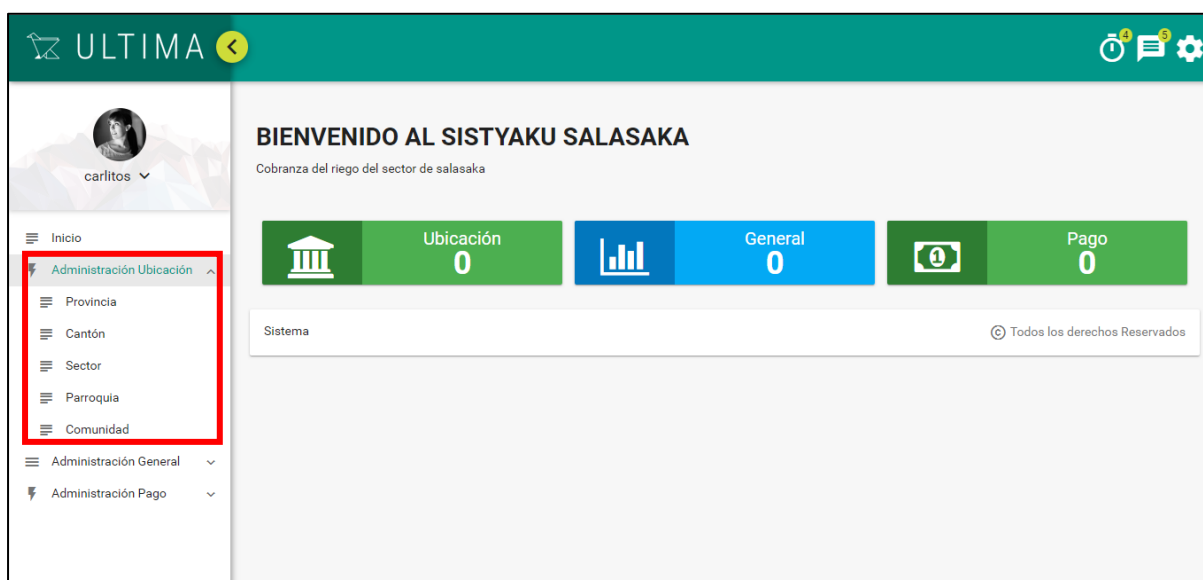 ULTIMA
4
5
carlitos
Inicio
Administración Ubicación
Provincia
Cantón
Sector
Parroquia
Comunidad
Administración General
Administración Pago
BIENVENIDO AL SISTYAKU SALASAKA
Cobranza del riego del sector de salasaka
Ubicación
0
General
0
1
Pago
0
Sistema
© Todos los derechos Reservados